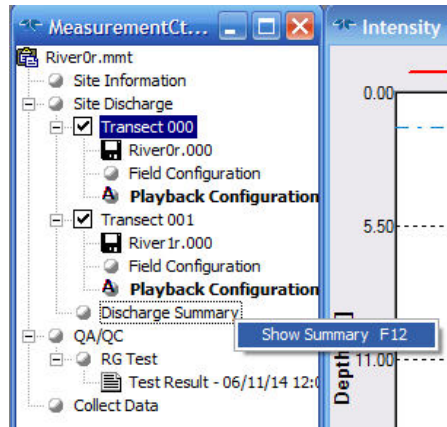 MeasurementCt...
Intensity
River0r.mmt
Site Information
Site Discharge
Transect 000
River0r.000
Field Configuration
Playback Configuration
Transect 001
River1r.000
Field Configuration
Playback Configuration
Discharge Summary
Show Summary F12
QA/QC
RG Test
Test Result - 06/11/14 12:0
Collect Data
0.00
5.50
11.00
Depth [